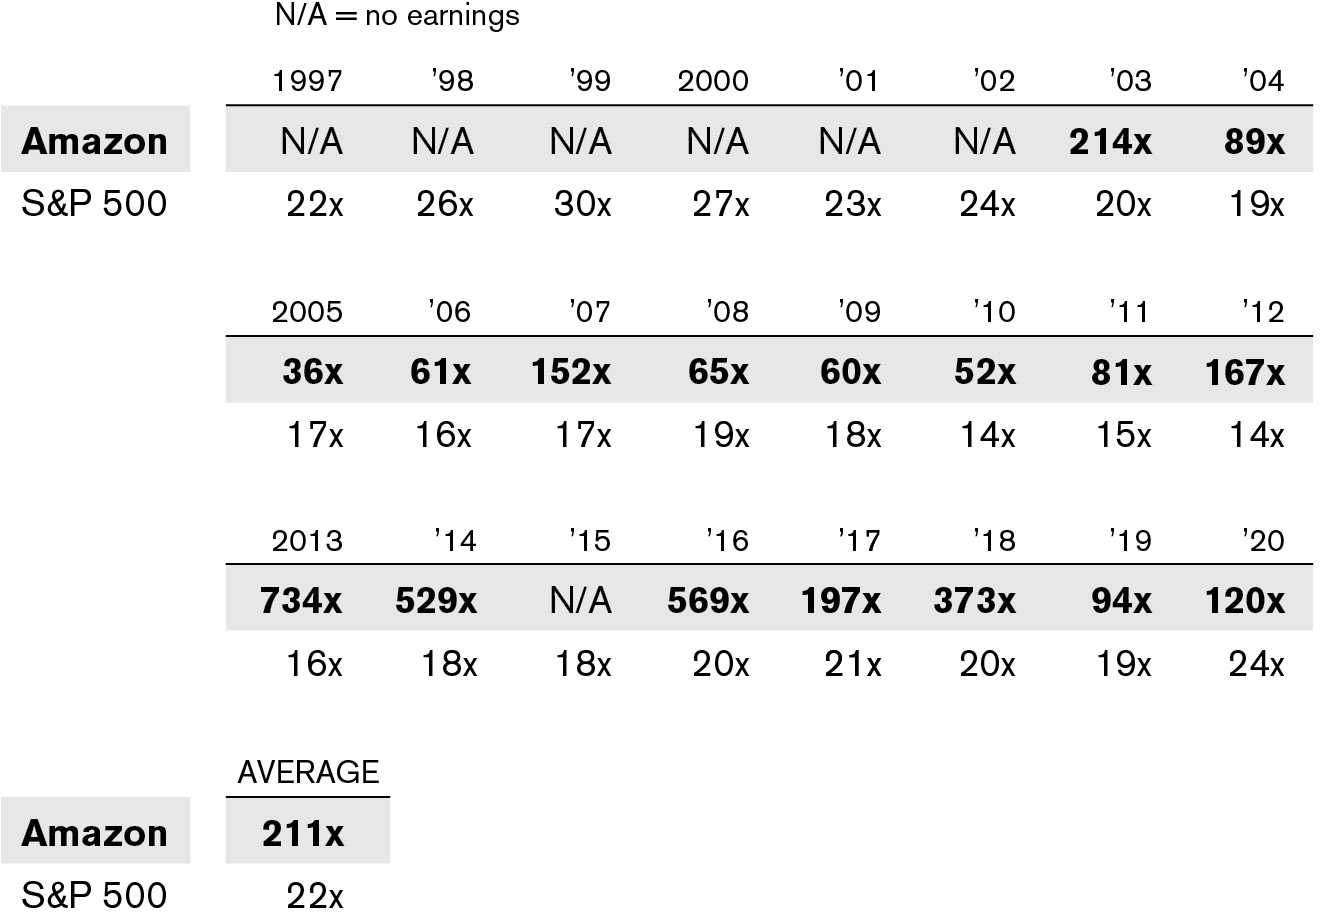 N/A = no earnings
1997 ’98 ’99 2000 ’01 ’02 ’03 ’04
Amazon N/A N/A N/A N/A N/A N/A 214x 89x
S&P 500 22x 26x 30x 27x 23x 24x 20x 19x
2005 ’06 ’07 ’08 ’09 ’10 ’11 ’12
36x 61x 152x 65x 60x 52x 81x 167x
17x 16x 17x 19x 18x 14x 15x 14x
2013 ’14 ’15 ’16 ’17 ’18 ’19 ’20
734x 529x N/A 569x 197x 373x 94x 120x
16x 18x 18x 20x 21x 20x 19x 24x
AVERAGE
Amazon 211x
S&P 500 22x